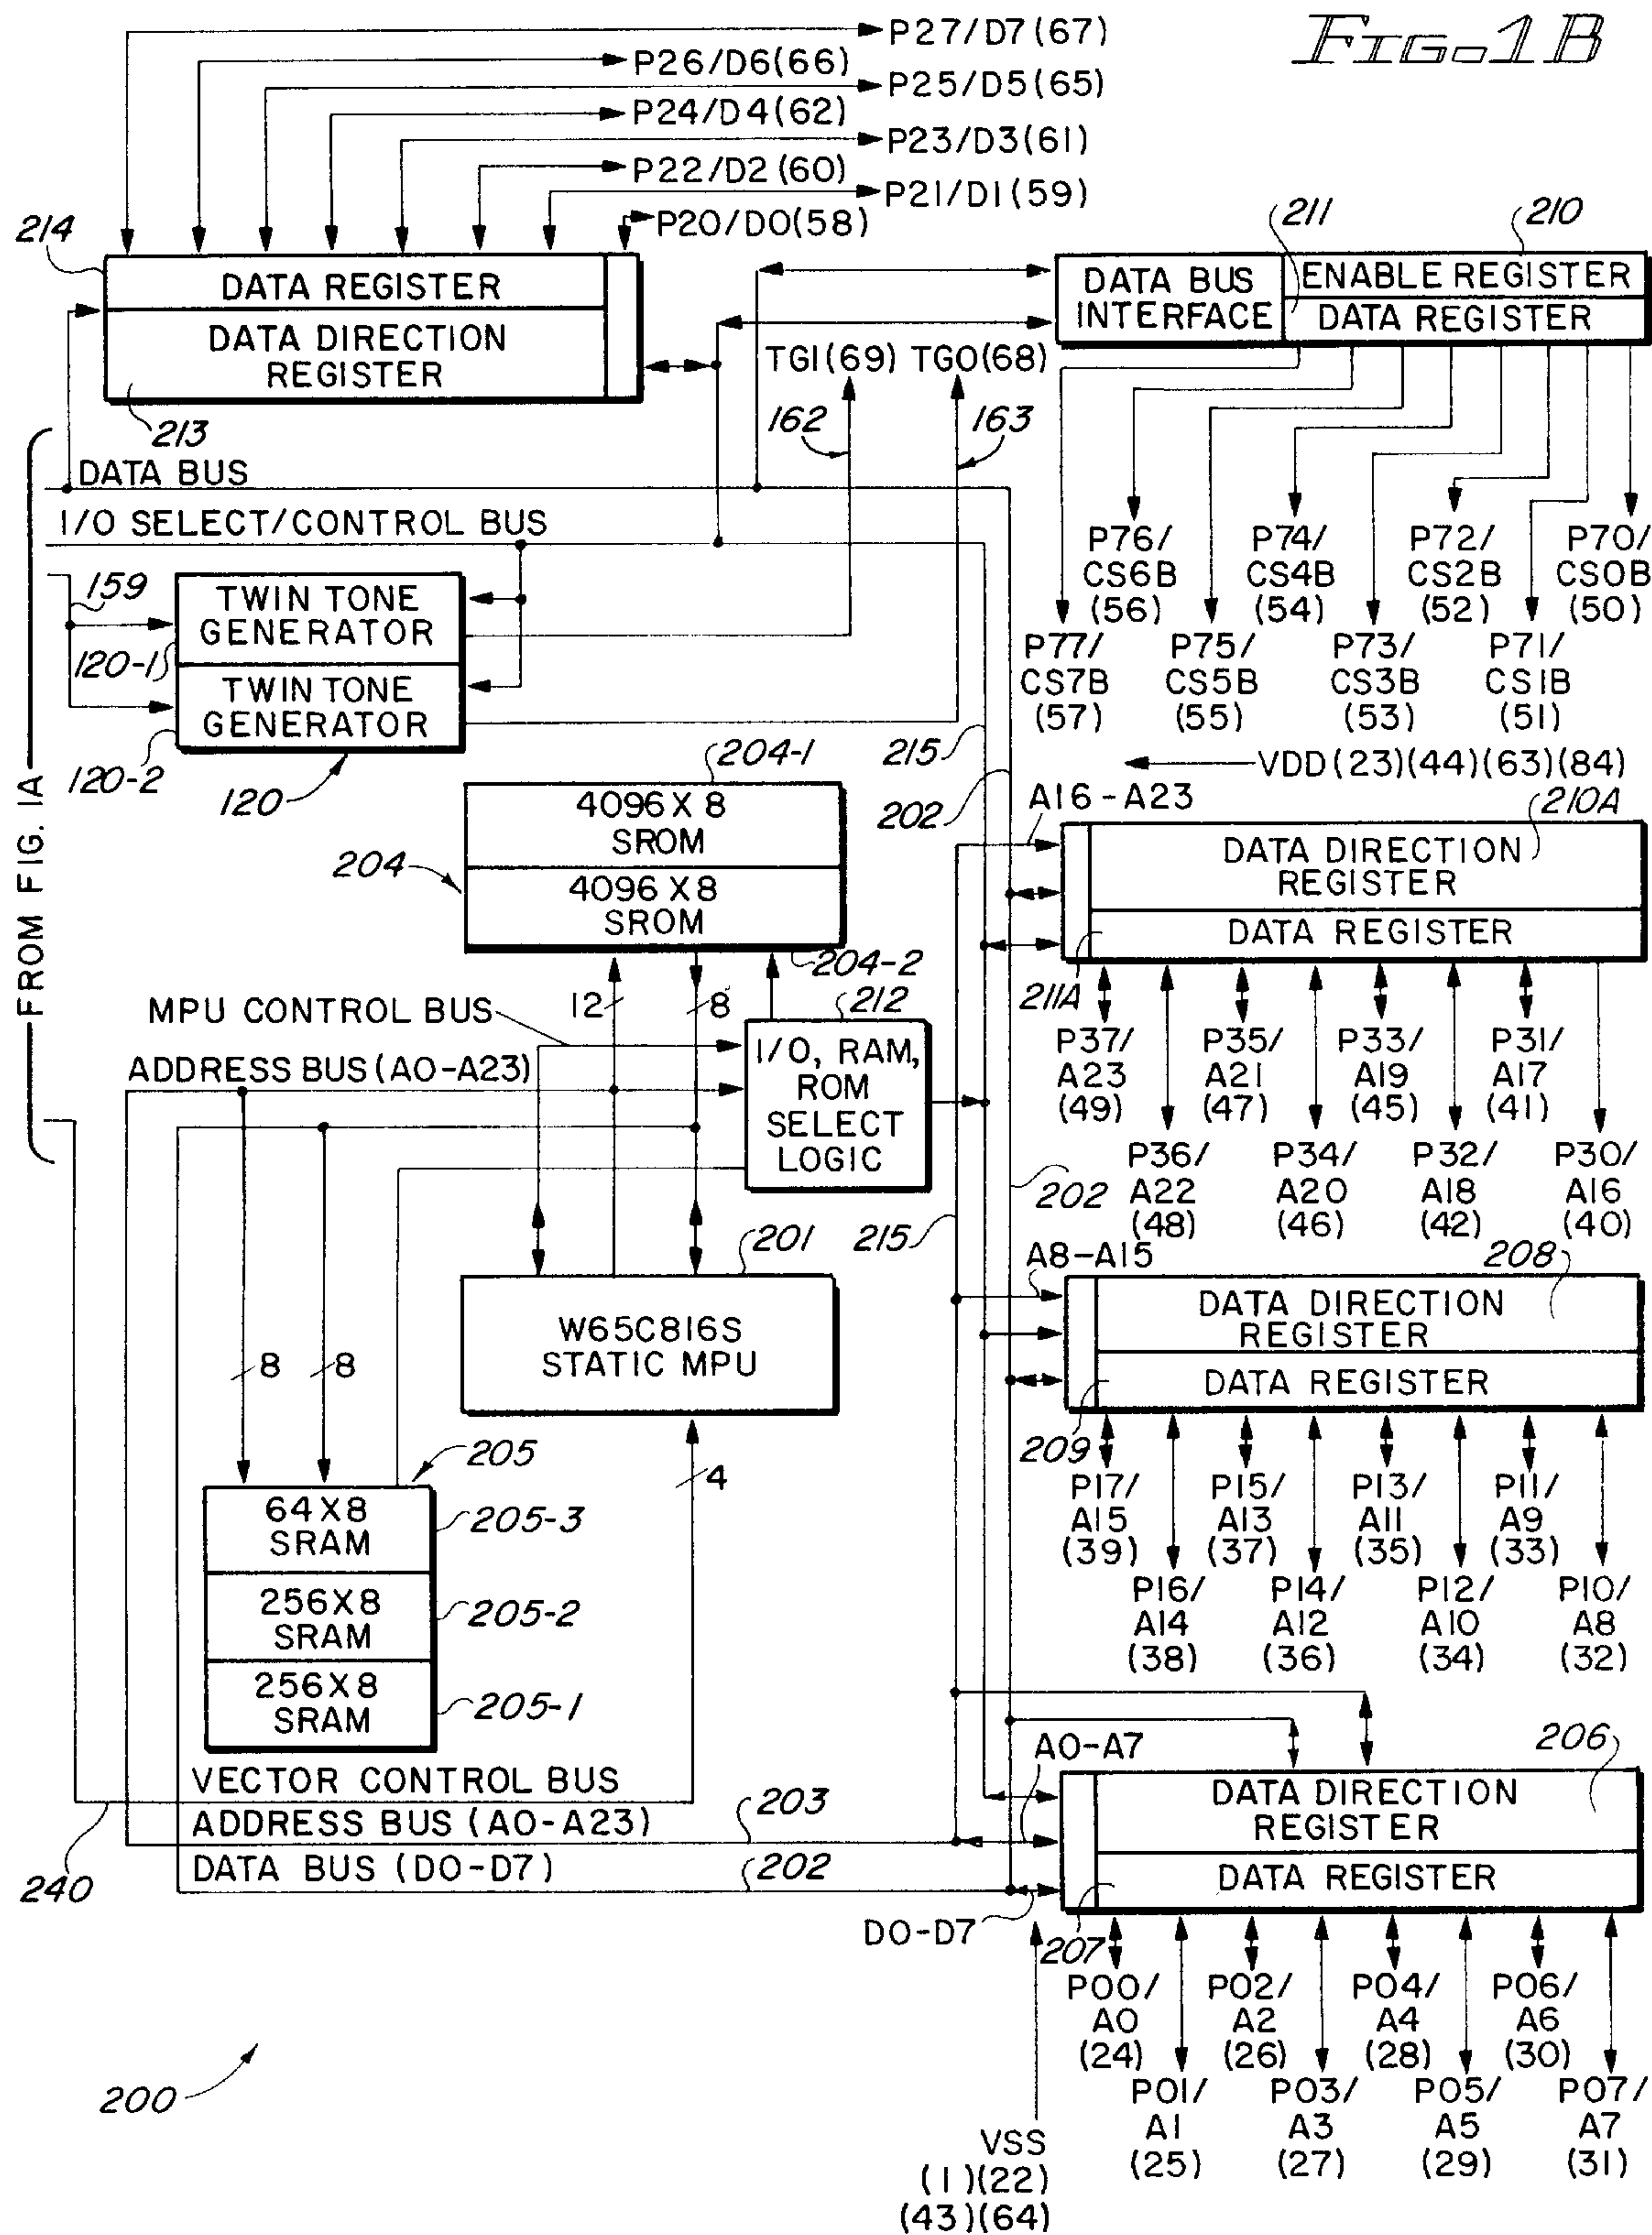 FIG. 1B
P27/D7(67)
P26/D6(66)
P25/D5(65)
P24/D4(62)
P23/D3(61)
P22/D2(60)
P21/D1(59)
P20/D0(58)
214
DATA REGISTER
DATA DIRECTION
REGISTER
213
211
210
DATA BUS
INTERFACE
ENABLE REGISTER
DATA REGISTER
TG1(69) TG0(68)
162
163
FROM FIG. 1A
DATA BUS
I/O SELECT/CONTROL BUS
159
TWIN TONE
GENERATOR
120-1
TWIN TONE
GENERATOR
120-2
120
P76/
CS6B
(56)
P74/
CS4B
(54)
P72/
CS2B
(52)
P70/
CS0B
(50)
P77/
CS7B
(57)
P75/
CS5B
(55)
P73/
CS3B
(53)
P71/
CS1B
(51)
215
202
VDD(23)(44)(63)(84)
204-1
4096 X 8
SROM
204
4096 X 8
SROM
204-2
A16-A23
210A
DATA DIRECTION
REGISTER
DATA REGISTER
211A
12
8
MPU CONTROL BUS
212
I/O, RAM,
ROM
SELECT
LOGIC
ADDRESS BUS (A0-A23)
P37/
A23
(49)
P35/
A21
(47)
P33/
A19
(45)
P31/
A17
(41)
P36/
A22
(48)
P34/
A20
(46)
P32/
A18
(42)
P30/
A16
(40)
202
215
201
W65C816S
STATIC MPU
A8-A15
208
DATA DIRECTION
REGISTER
DATA REGISTER
209
8
8
4
205
64X8
SRAM
205-3
256X8
SRAM
205-2
256X8
SRAM
205-1
P17/
A15
(39)
P15/
A13
(37)
P13/
A11
(35)
P11/
A9
(33)
P16/
A14
(38)
P14/
A12
(36)
P12/
A10
(34)
P10/
A8
(32)
VECTOR CONTROL BUS
ADDRESS BUS (A0-A23)
203
DATA BUS (D0-D7)
202
240
A0-A7
206
DATA DIRECTION
REGISTER
DATA REGISTER
D0-D7
207
P00/
A0
(24)
P02/
A2
(26)
P04/
A4
(28)
P06/
A6
(30)
P01/
A1
(25)
P03/
A3
(27)
P05/
A5
(29)
P07/
A7
(31)
200
VSS
(1)(22)
(43)(64)